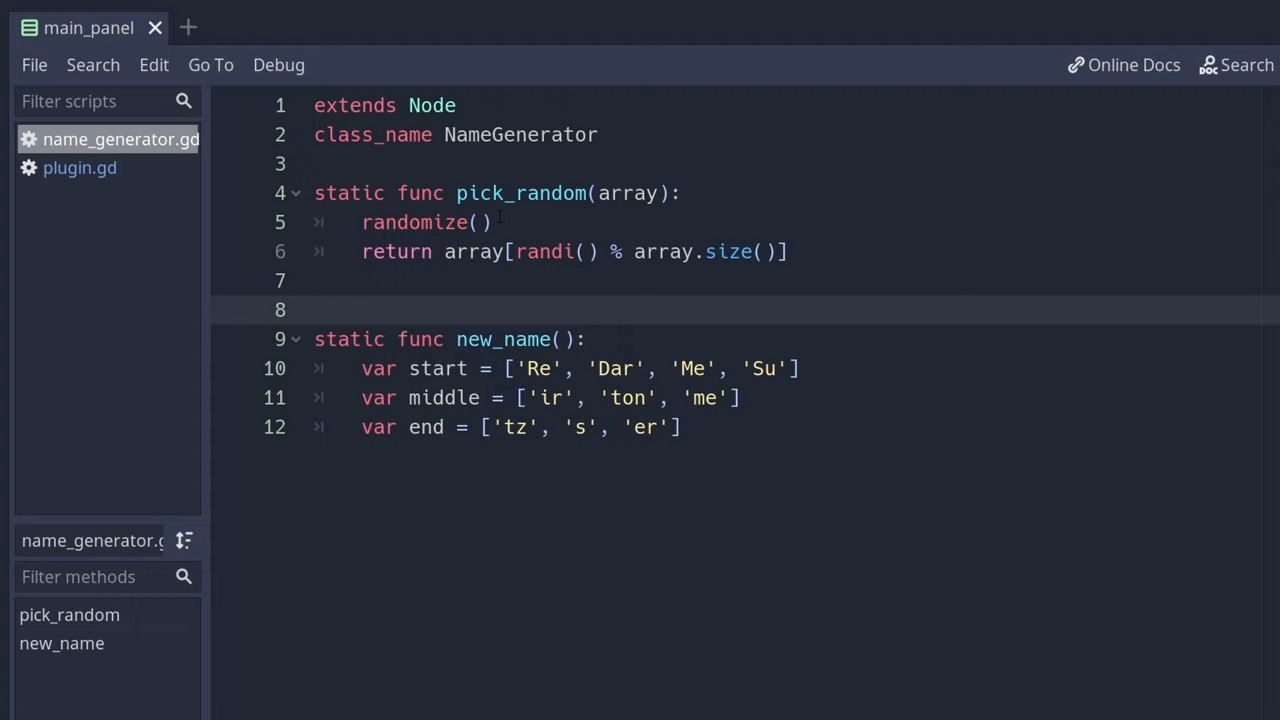 main_panel
File Search Edit Go To Debug Online Docs Search
Filter scripts
name_generator.gd
plugin.gd
name_generator.g
Filter methods
pick_random
new_name
1 extends Node
2 class_name NameGenerator
3
4 static func pick_random(array):
5 randomize()
6 return array[randi() % array.size()]
7
8
9 static func new_name():
10 var start = ['Re', 'Dar', 'Me', 'Su']
11 var middle = ['ir', 'ton', 'me']
12 var end = ['tz', 's', 'er']